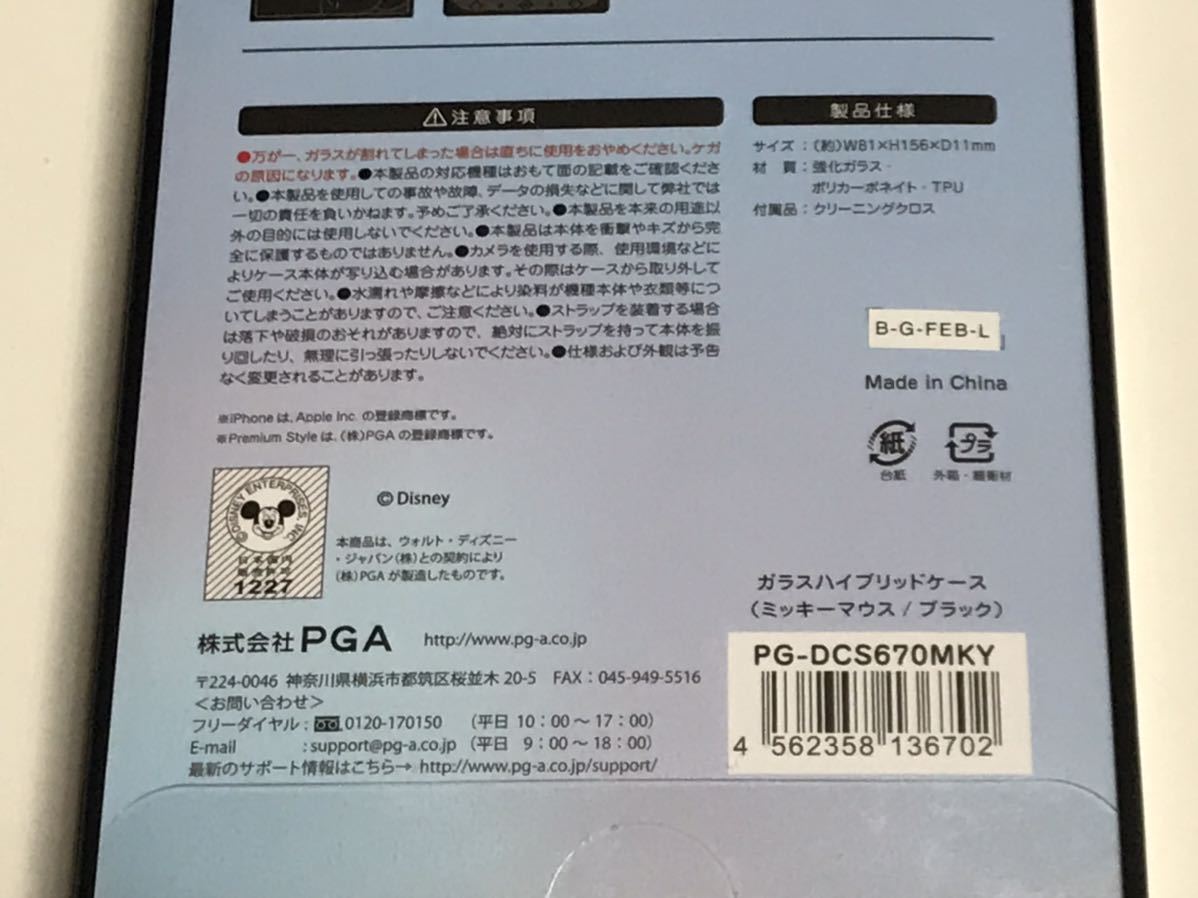 ⚠注意事項
●万が一、ガラスが割れてしまった場合は直ちに使用をおやめください。ケガ
の原因になります。●本製品の対応機種はおもて面の記載をご確認くださ
い。●本製品を使用しての事故や故障、データの損失などに関して弊社では
一切の責任を負いかねます。予めご了承ください。●本製品を本来の用途以
外の目的には使用しないでください。●本製品は本体を衝撃やキズから完
全に保護するものではありません。●カメラを使用する際、使用環境などに
よりケース本体が写り込む場合があります。その際はケースから取り外して
ご使用ください。●水濡れや摩擦などにより染料が機種本体や衣類等につ
いてしまうことがありますので、ご注意ください。●ストラップを装着する場合
は落下や破損のおそれがありますので、絶対にストラップを持って本体を振
り回したり、無理に引っ張ったりしないでください。●仕様および外観は予告
なく変更されることがあります。
※iPhone は、Apple Inc. の登録商標です。
※Premium Style は、(株)PGA の登録商標です。
製品仕様
サイズ：(約)W81×H156×D11mm
材　質：強化ガラス・
ポリカーボネイト・TPU
付属品：クリーニングクロス
B-G-FEB-L
Made in China
紙
プラ
台紙
外箱・緩衝材
©DISNEY ENTERPRISES, INC.
日本国内
販売許可
1227
©Disney
本商品は、ウォルト・ディズニー
・ジャパン(株)との契約により
(株)PGA が製造したものです。
株式会社 PGA http://www.pg-a.co.jp
〒224-0046 神奈川県横浜市都筑区桜並木 20-5 FAX：045-949-5516
＜お問い合わせ＞
フリーダイヤル：0120-170150 （平日 10：00～17：00）
E-mail ：support@pg-a.co.jp （平日 9：00～18：00）
最新のサポート情報はこちら→ http://www.pg-a.co.jp/support/
ガラスハイブリッドケース
（ミッキーマウス / ブラック）
PG-DCS670MKY
4 562358 136702